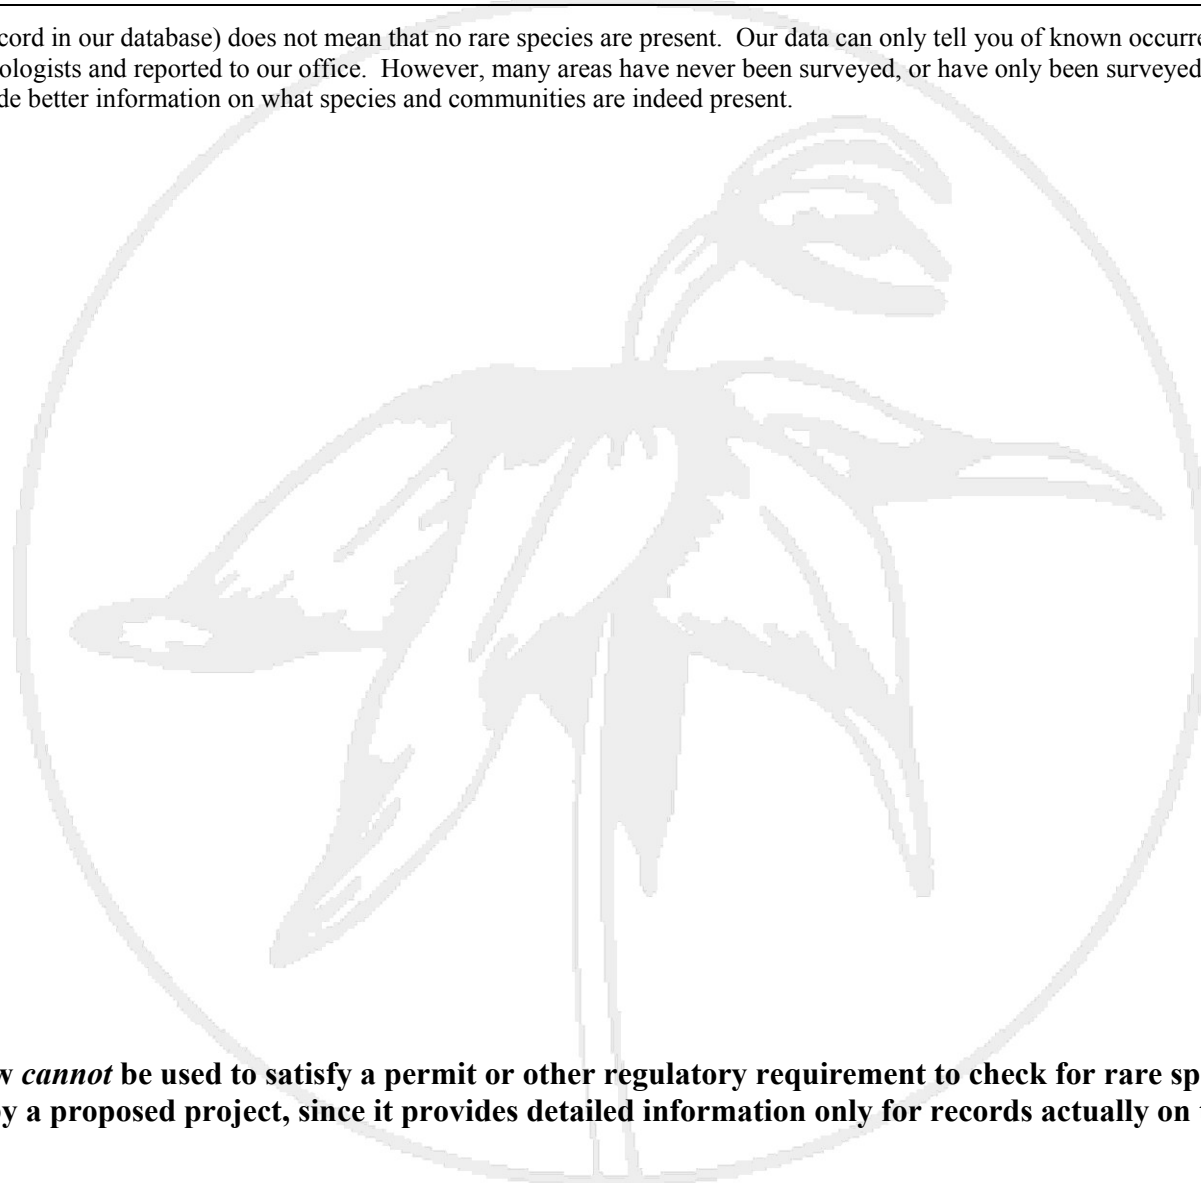 cord in our database) does not mean that no rare species are present. Our data can only tell you of known occurre
ologists and reported to our office. However, many areas have never been surveyed, or have only been surveyed
de better information on what species and communities are indeed present.
w cannot be used to satisfy a permit or other regulatory requirement to check for rare sp
by a proposed project, since it provides detailed information only for records actually on